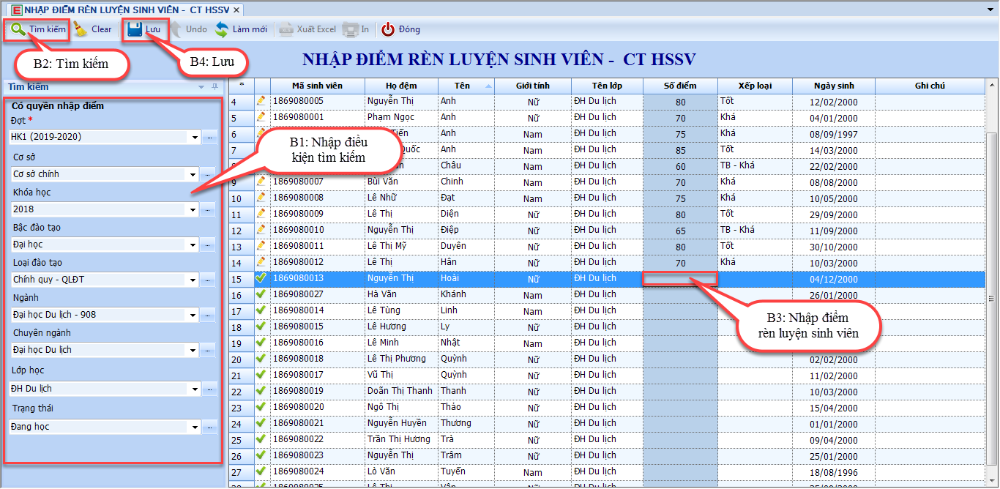 NHẬP ĐIỂM RÈN LUYỆN SINH VIÊN - CT HSSV
Tìm kiếm Clear Lưu Undo Làm mới Xuất Excel In Đóng
B2: Tìm kiếm
B4: Lưu
NHẬP ĐIỂM RÈN LUYỆN SINH VIÊN - CT HSSV
Tìm kiếm
Có quyền nhập điểm
Đợt *
HK1 (2019-2020)
Cơ sở
Cơ sở chính
Khóa học
2018
Bậc đào tạo
Đại học
Loại đào tạo
Chính quy - QLĐT
Ngành
Đại học Du lịch - 908
Chuyên ngành
Đại học Du lịch
Lớp học
ĐH Du lịch
Trạng thái
Đang học
B1: Nhập điều
kiện tìm kiếm
* Mã sinh viên Họ đệm Tên Giới tính Tên lớp Số điểm Xếp loại Ngày sinh Ghi chú
4 1869080005 Nguyễn Thị Anh Nữ ĐH Du lịch 80 Tốt 12/02/2000
5 1869080001 Phạm Ngọc Anh Nữ ĐH Du lịch 70 Khá 04/01/2000
6 Tiến Anh Nam ĐH Du lịch 75 Khá 08/09/1997
7 Quốc Anh Nam ĐH Du lịch 85 Tốt 14/03/2000
Châu Nam ĐH Du lịch 60 TB - Khá 22/02/2000
9 1869080007 Bùi Văn Chinh Nam ĐH Du lịch 70 Khá 08/08/2000
10 1869080008 Lê Nhữ Đạt Nam ĐH Du lịch 75 Khá 10/05/2000
11 1869080009 Lê Thị Diện Nữ ĐH Du lịch 80 Tốt 29/09/2000
12 1869080010 Nguyễn Thị Điệp Nữ ĐH Du lịch 65 TB - Khá 11/09/2000
13 1869080011 Lê Thị Mỹ Duyên Nữ ĐH Du lịch 80 Tốt 30/10/2000
14 1869080012 Lê Thị Hân Nữ ĐH Du lịch 70 Khá 10/03/2000
15 1869080013 Nguyễn Thị Hoài Nữ ĐH Du lịch 04/12/2000
16 1869080027 Hà Văn Khánh Nam ĐH Du lịch 26/01/2000
17 1869080014 Lê Tùng Linh Nam ĐH Du lịch
18 1869080015 Lê Hương Ly Nữ ĐH Du lịch
19 1869080016 Lê Minh Nhật Nam ĐH Du lịch
20 1869080018 Lê Thị Phương Quỳnh Nữ ĐH Du lịch 02/02/2000
21 1869080017 Vũ Thị Quỳnh Nữ ĐH Du lịch 11/02/2000
22 1869080019 Doãn Thị Thanh Thanh Nữ ĐH Du lịch 10/03/2000
23 1869080020 Ngô Thị Thảo Nữ ĐH Du lịch 15/04/2000
24 1869080021 Nguyễn Huyền Thương Nữ ĐH Du lịch 01/01/2000
25 1869080022 Trần Thị Hương Trà Nữ ĐH Du lịch 09/04/2000
26 1869080023 Nguyễn Thị Trâm Nữ ĐH Du lịch 25/01/2000
27 1869080024 Lò Văn Tuyến Nam ĐH Du lịch 18/08/1996
B3: Nhập điểm
rèn luyện sinh viên